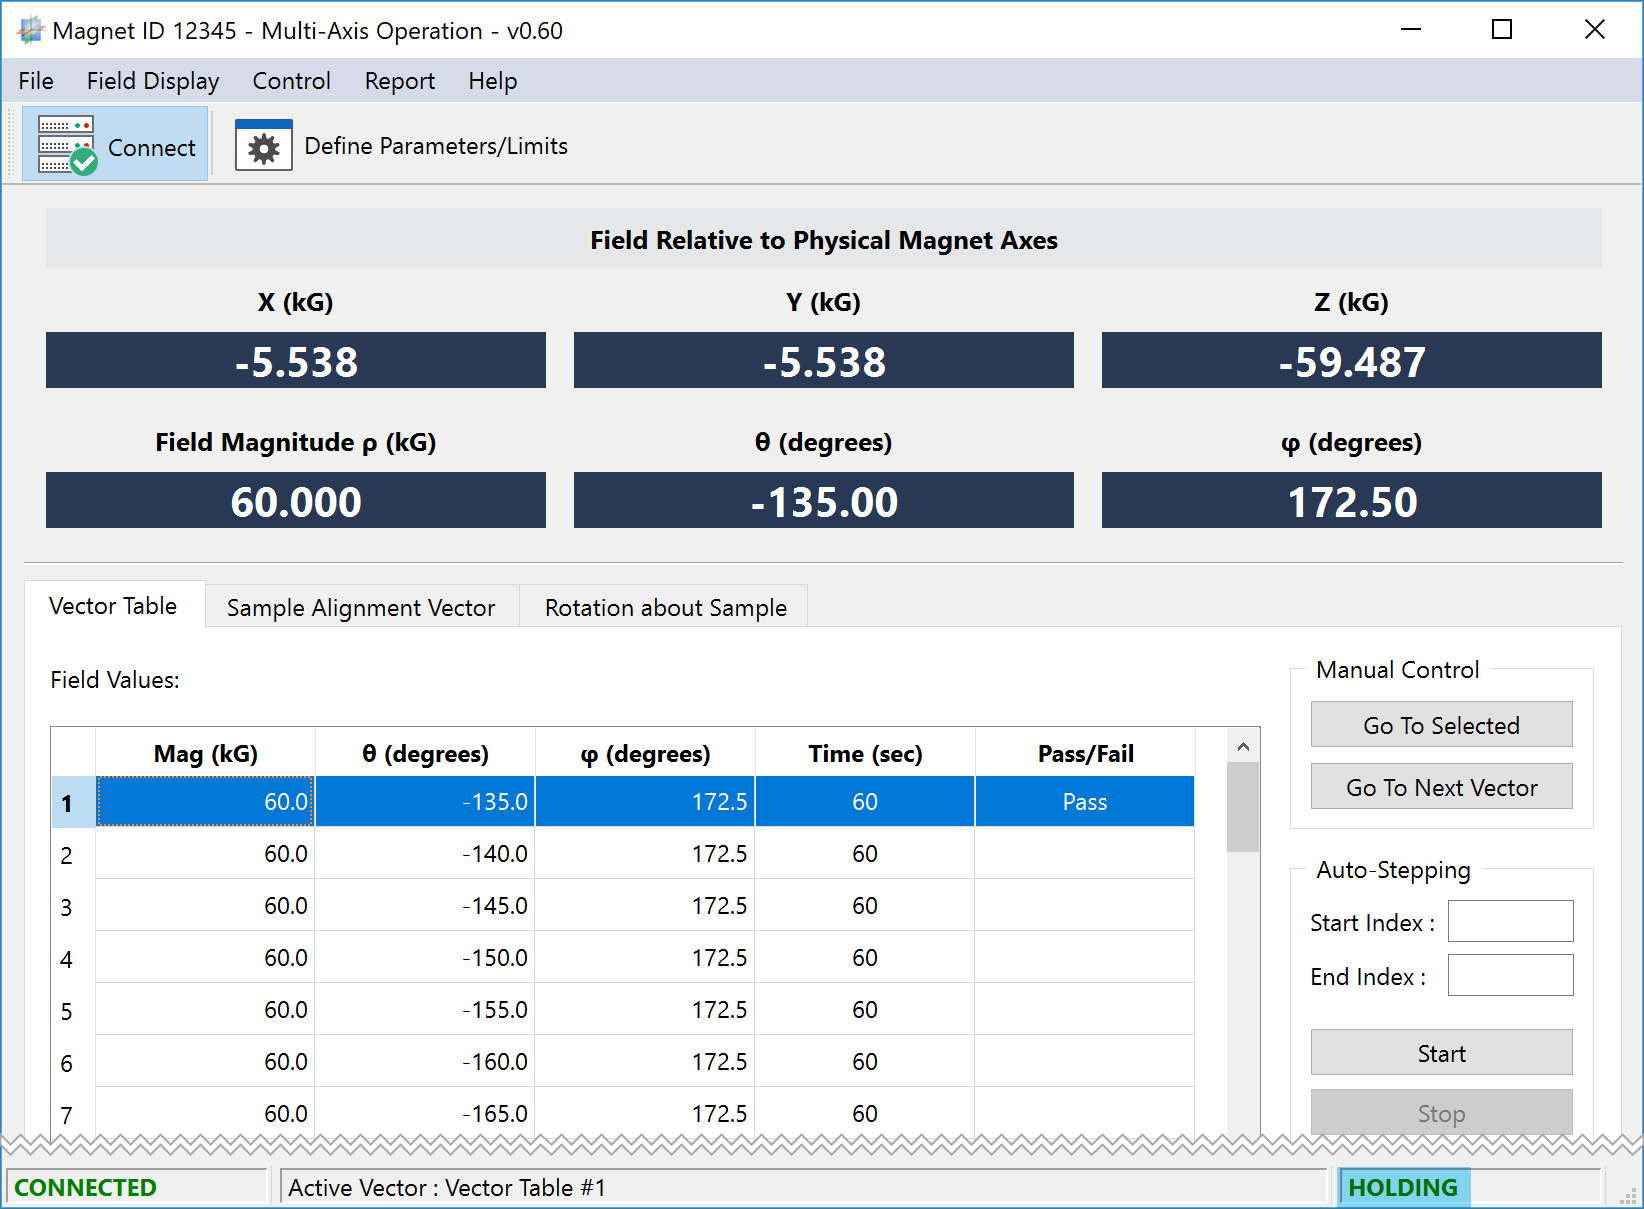 Magnet ID 12345 - Multi-Axis Operation - v0.60
File Field Display Control Report Help
Connect Define Parameters/Limits
Field Relative to Physical Magnet Axes
X (kG) Y (kG) Z (kG)
-5.538 -5.538 -59.487
Field Magnitude ρ (kG) θ (degrees) φ (degrees)
60.000 -135.00 172.50
Vector Table Sample Alignment Vector Rotation about Sample
Field Values:
Mag (kG) θ (degrees) φ (degrees) Time (sec) Pass/Fail
1 60.0 -135.0 172.5 60 Pass
2 60.0 -140.0 172.5 60
3 60.0 -145.0 172.5 60
4 60.0 -150.0 172.5 60
5 60.0 -155.0 172.5 60
6 60.0 -160.0 172.5 60
7 60.0 -165.0 172.5 60
Manual Control
Go To Selected
Go To Next Vector
Auto-Stepping
Start Index :
End Index :
Start
Stop
CONNECTED Active Vector : Vector Table #1 HOLDING